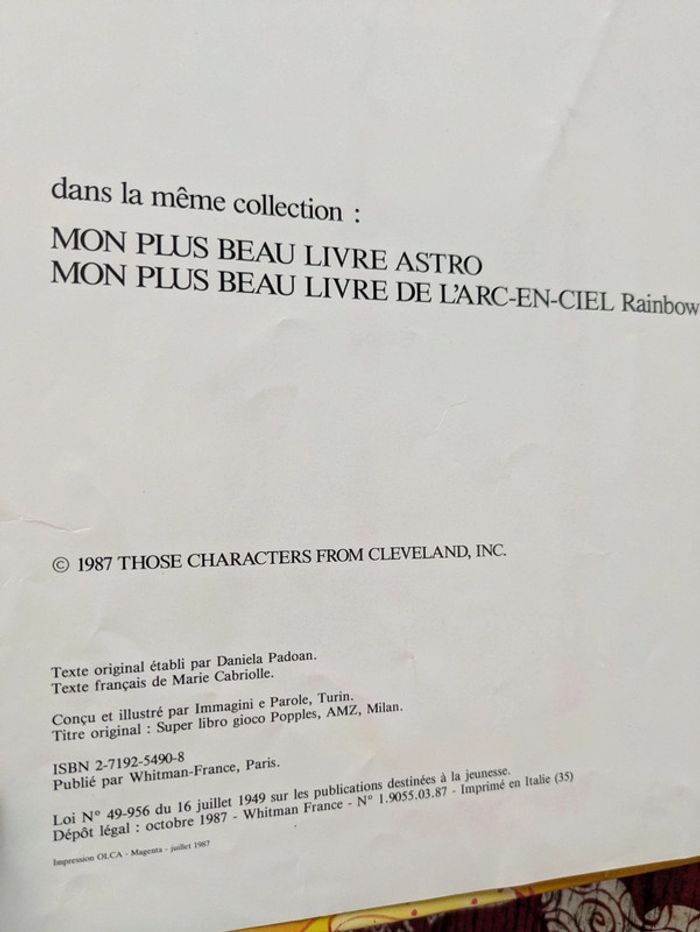 dans la même collection :
MON PLUS BEAU LIVRE ASTRO
MON PLUS BEAU LIVRE DE L'ARC-EN-CIEL Rainbow
© 1987 THOSE CHARACTERS FROM CLEVELAND, INC.
Texte original établi par Daniela Padoan.
Texte français de Marie Cabriolle.
Conçu et illustré par Immagini e Parole, Turin.
Titre original : Super libro gioco Popples, AMZ, Milan.
ISBN 2-7192-5490-8
Publié par Whitman-France, Paris.
Loi N° 49-956 du 16 juillet 1949 sur les publications destinées à la jeunesse.
Dépôt légal : octobre 1987 - Whitman France - N° 1.9055.03.87 - Imprimé en Italie (35)
Impression OLCA - Magenta - juillet 1987